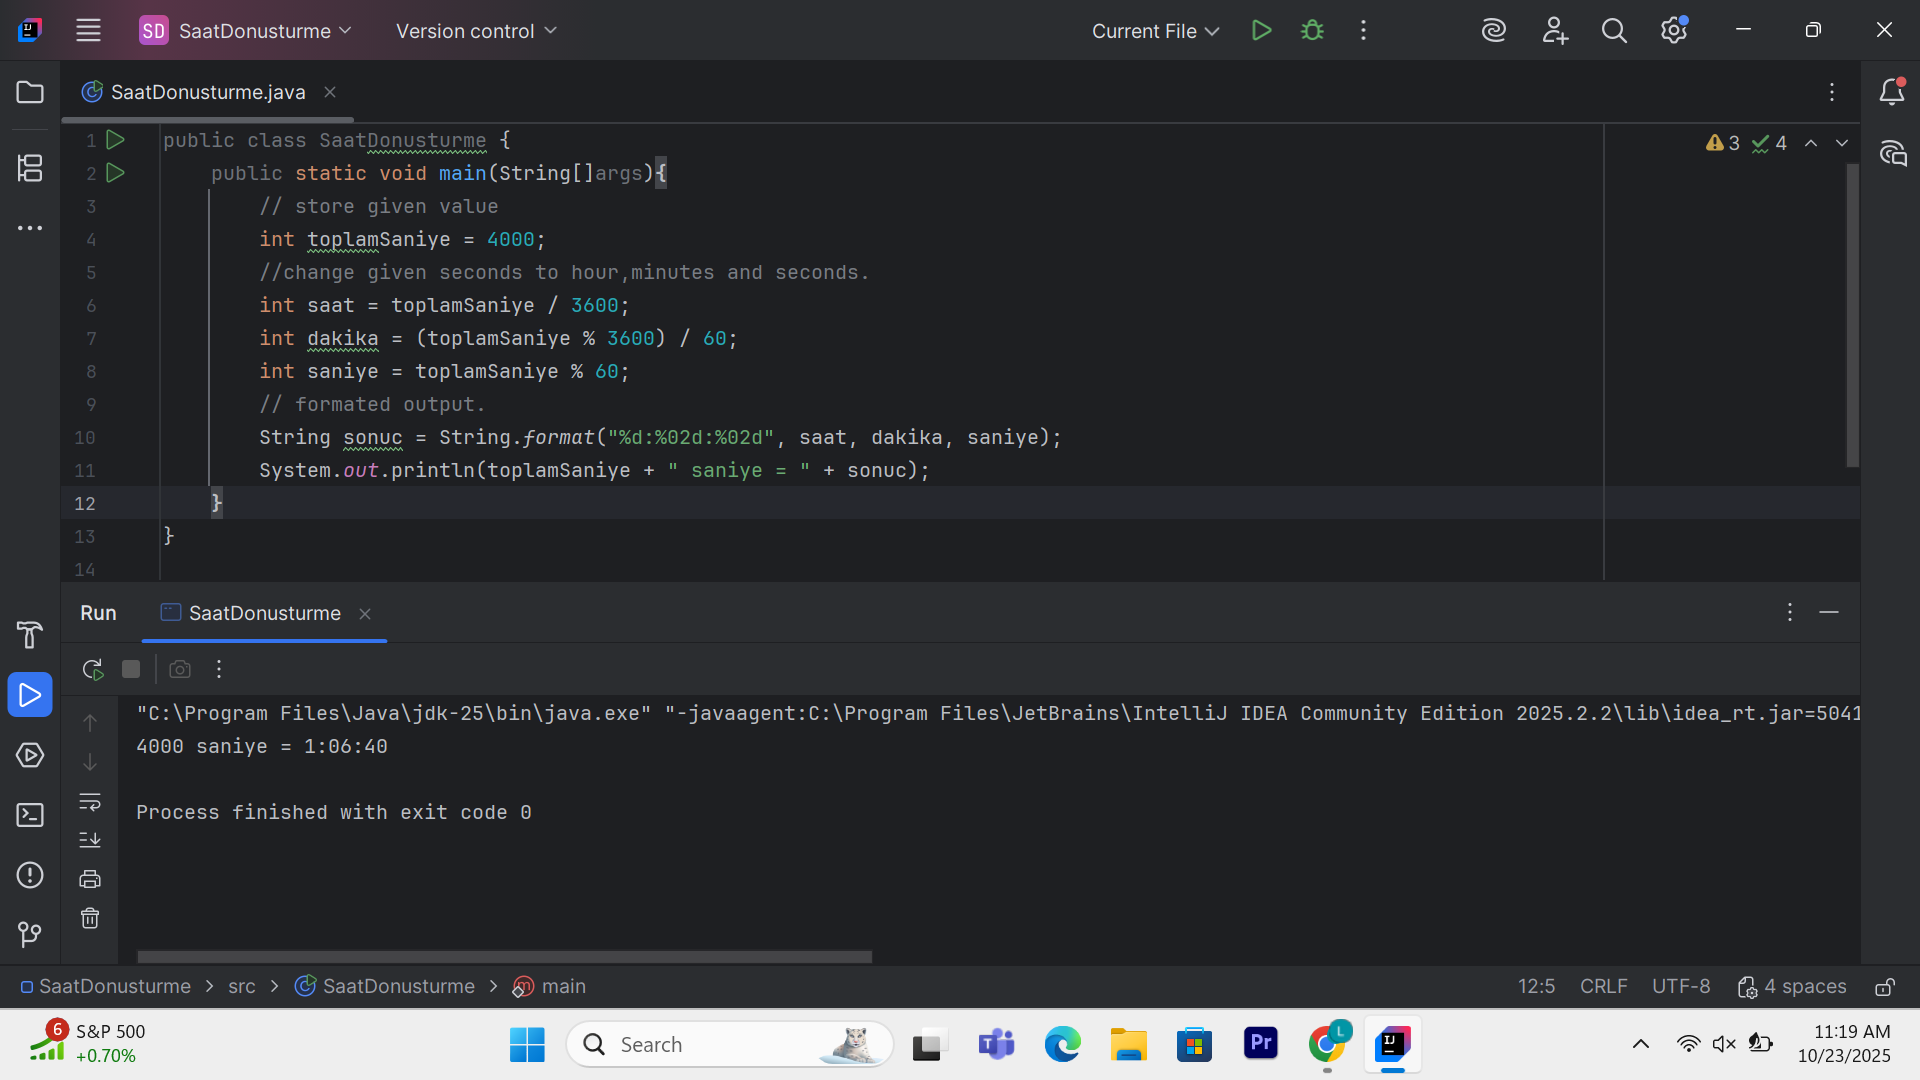 SD SaatDonusturme Version control Current File
SaatDonusturme.java
1 public class SaatDonusturme { 3 4
2     public static void main(String[]args){
3         // store given value
4         int toplamSaniye = 4000;
5         //change given seconds to hour,minutes and seconds.
6         int saat = toplamSaniye / 3600;
7         int dakika = (toplamSaniye % 3600) / 60;
8         int saniye = toplamSaniye % 60;
9         // formated output.
10         String sonuc = String.format("%d:%02d:%02d", saat, dakika, saniye);
11         System.out.println(toplamSaniye + " saniye = " + sonuc);
12     }
13 }
14
Run SaatDonusturme
"C:\Program Files\Java\jdk-25\bin\java.exe" "-javaagent:C:\Program Files\JetBrains\IntelliJ IDEA Community Edition 2025.2.2\lib\idea_rt.jar=5041
4000 saniye = 1:06:40
Process finished with exit code 0
SaatDonusturme > src > SaatDonusturme > main 12:5 CRLF UTF-8 4 spaces
6 S&P 500
+0.70%
Search
Pr
L
IJ
11:19 AM
10/23/2025